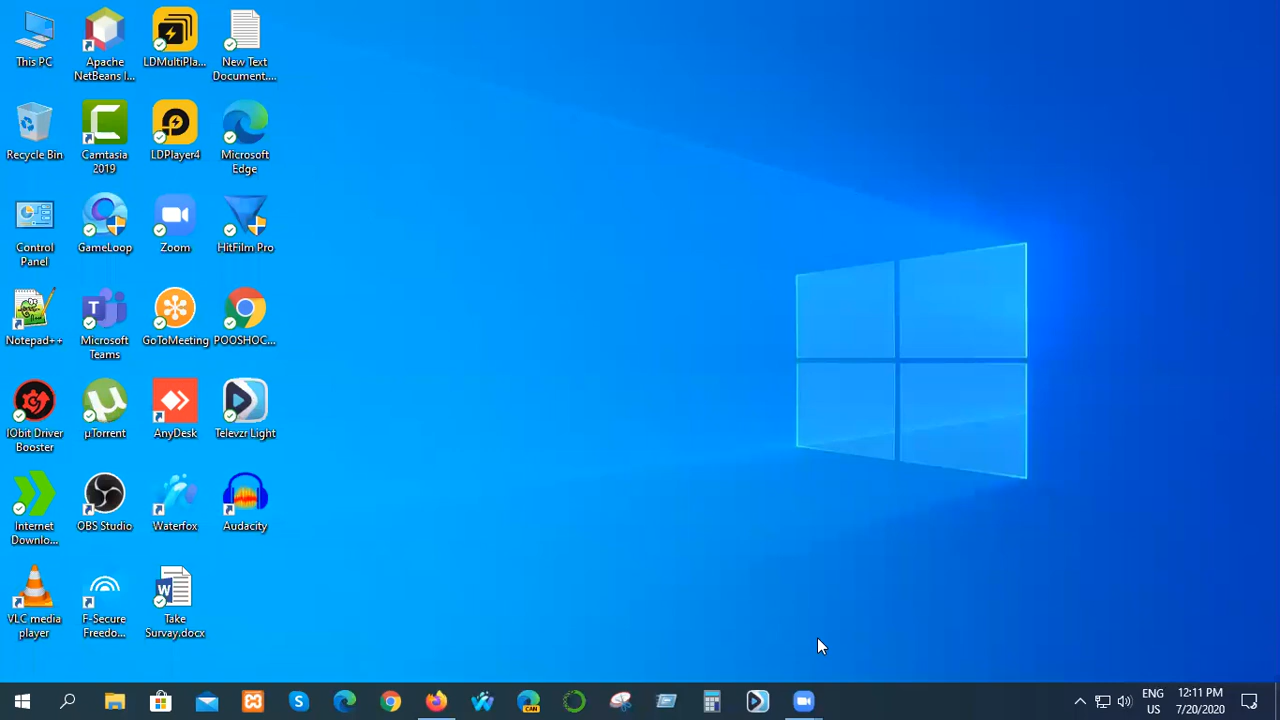 This PC
Apache
NetBeans I...
LDMultiPla...
New Text
Document....
Recycle Bin
Camtasia
2019
LDPlayer4
Microsoft
Edge
Control
Panel
GameLoop
Zoom
HitFilm Pro
Notepad++
Microsoft
Teams
GoToMeeting
POOSHOC...
IObit Driver
Booster
µTorrent
AnyDesk
Televzr Light
Internet
Downlo...
OBS Studio
Waterfox
Audacity
VLC media
player
F-Secure
Freedo...
Take
Survay.docx
CAN
ENG
US
12:11 PM
7/20/2020